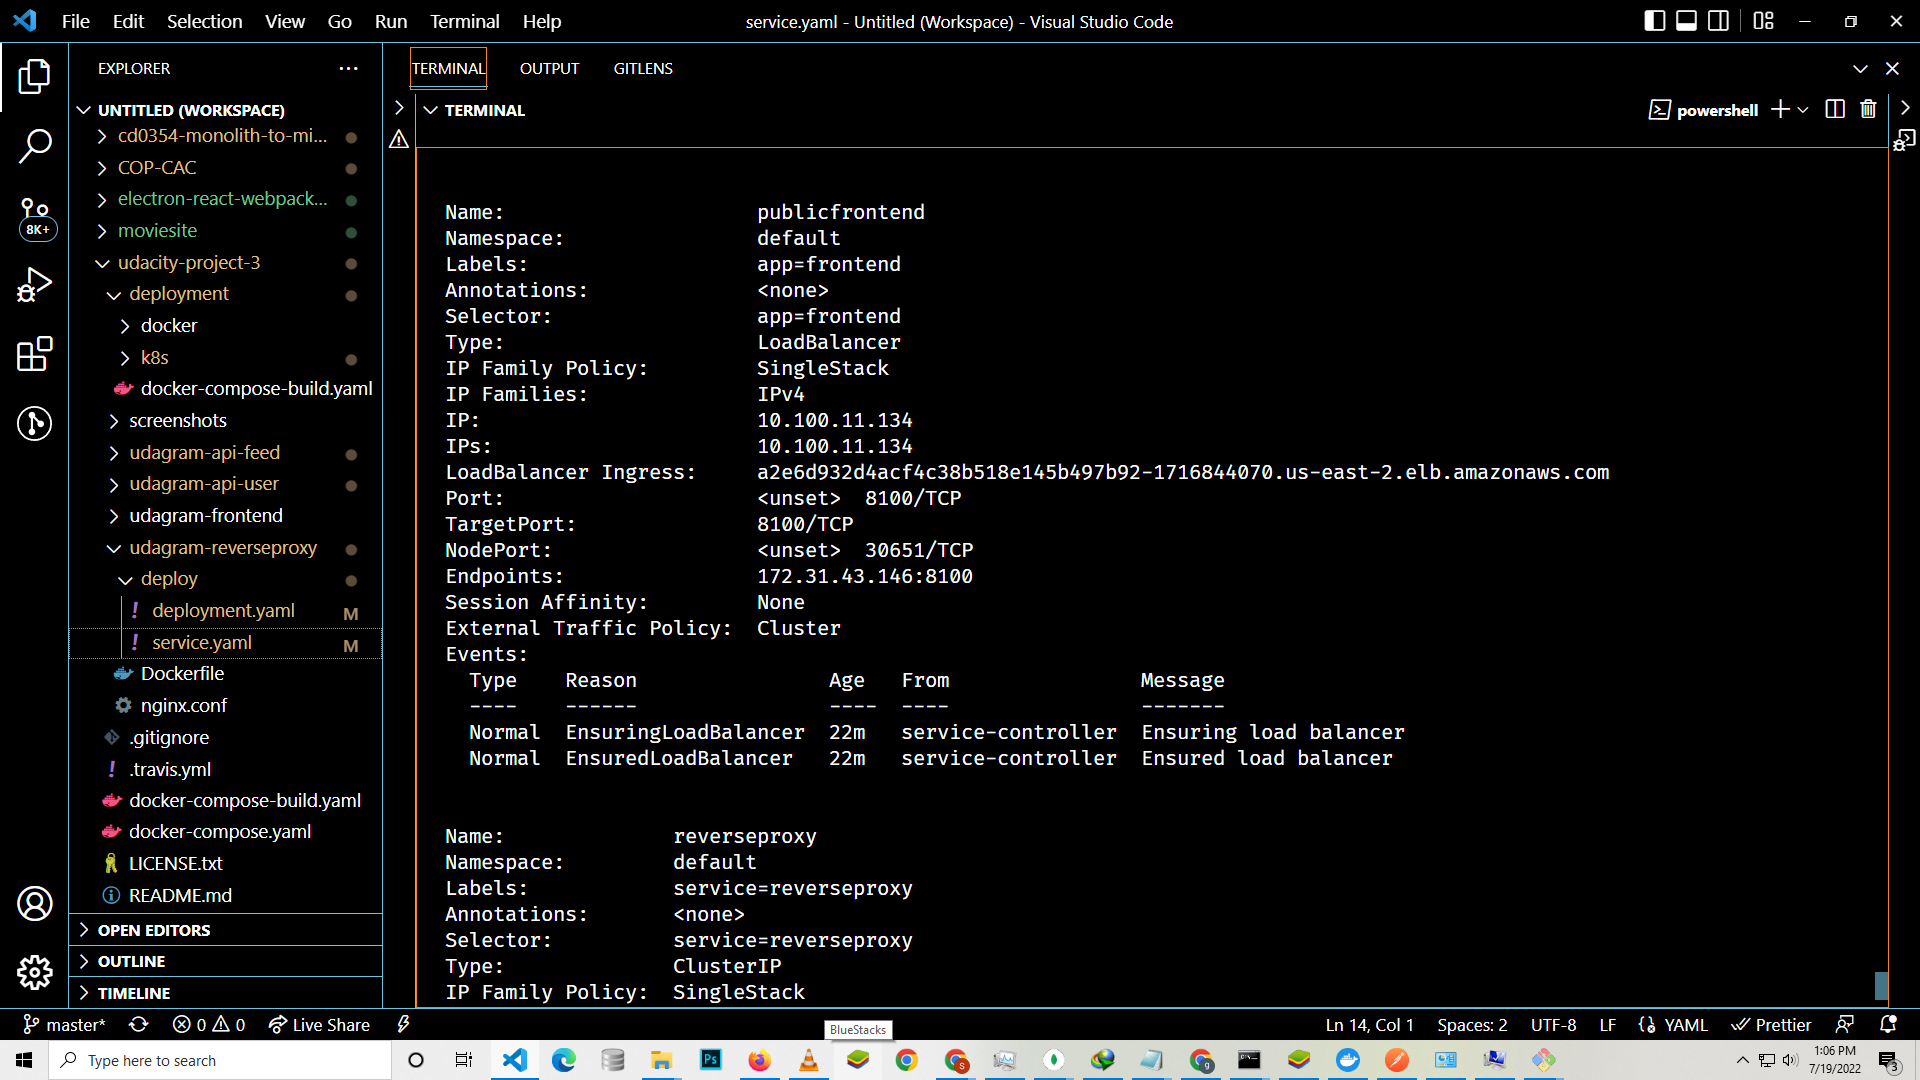 File Edit Selection View Go Run Terminal Help
service.yaml - Untitled (Workspace) - Visual Studio Code
EXPLORER
UNTITLED (WORKSPACE)
cd0354-monolith-to-mi...
COP-CAC
electron-react-webpack...
moviesite
udacity-project-3
deployment
docker
k8s
docker-compose-build.yaml
screenshots
udagram-api-feed
udagram-api-user
udagram-frontend
udagram-reverseproxy
deploy
deployment.yaml M
service.yaml M
Dockerfile
nginx.conf
.gitignore
.travis.yml
docker-compose-build.yaml
docker-compose.yaml
LICENSE.txt
README.md
OPEN EDITORS
OUTLINE
TIMELINE
8K+
TERMINAL OUTPUT GITLENS
TERMINAL
powershell
Name: publicfrontend
Namespace: default
Labels: app=frontend
Annotations: <none>
Selector: app=frontend
Type: LoadBalancer
IP Family Policy: SingleStack
IP Families: IPv4
IP: 10.100.11.134
IPs: 10.100.11.134
LoadBalancer Ingress: a2e6d932d4acf4c38b518e145b497b92-1716844070.us-east-2.elb.amazonaws.com
Port: <unset> 8100/TCP
TargetPort: 8100/TCP
NodePort: <unset> 30651/TCP
Endpoints: 172.31.43.146:8100
Session Affinity: None
External Traffic Policy: Cluster
Events:
Type Reason Age From Message
---- ------ ---- ---- -------
Normal EnsuringLoadBalancer 22m service-controller Ensuring load balancer
Normal EnsuredLoadBalancer 22m service-controller Ensured load balancer
Name: reverseproxy
Namespace: default
Labels: service=reverseproxy
Annotations: <none>
Selector: service=reverseproxy
Type: ClusterIP
IP Family Policy: SingleStack
master* 0 0 Live Share
BlueStacks
Ln 14, Col 1 Spaces: 2 UTF-8 LF YAML Prettier
Type here to search
Ps
1:06 PM
7/19/2022
3